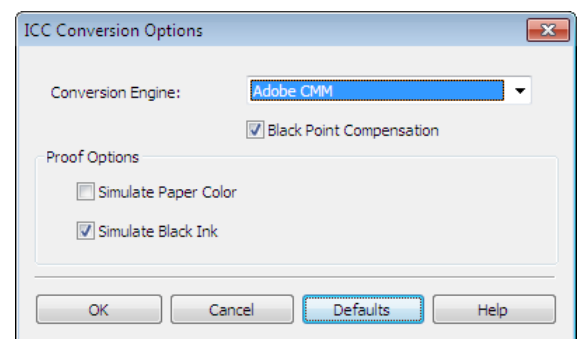 ICC Conversion Options
Conversion Engine: Adobe CMM
Black Point Compensation
Proof Options
Simulate Paper Color
Simulate Black Ink
OK Cancel Defaults Help